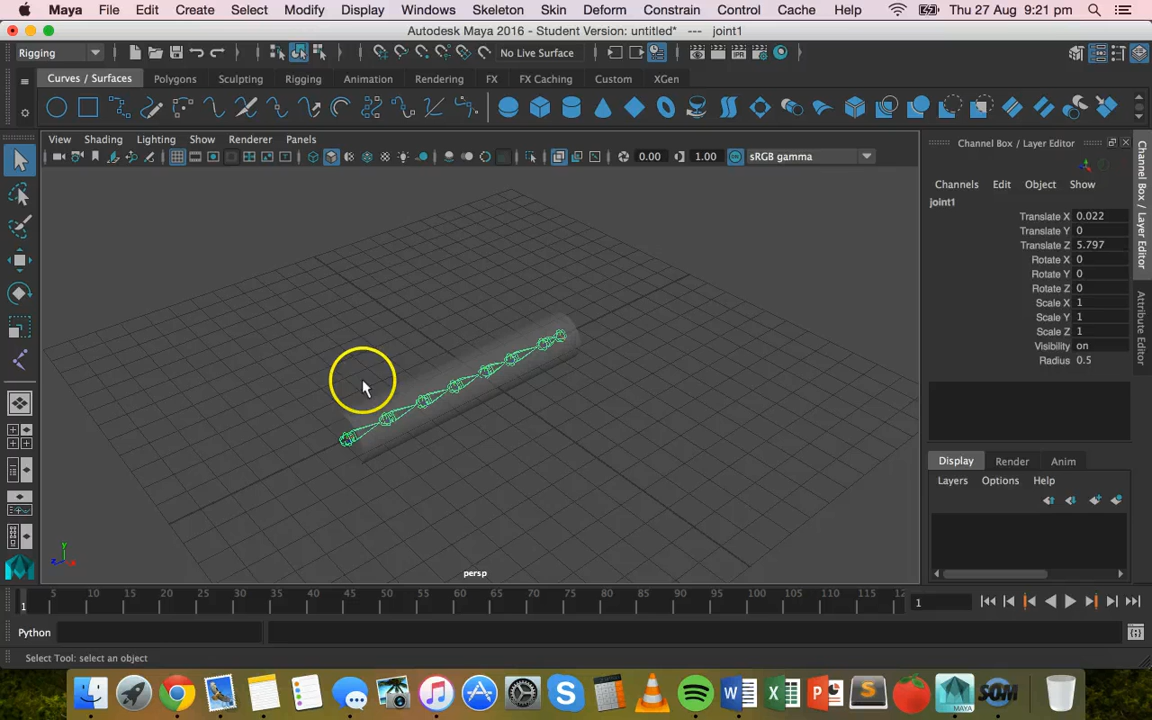 Maya File Edit Create Select Modify Display Windows Skeleton Skin Deform Constrain Control Cache Help Thu 27 Aug 9:21 pm
Autodesk Maya 2016 - Student Version: untitled* --- joint1
Rigging No Live Surface
Curves / Surfaces Polygons Sculpting Rigging Animation Rendering FX FX Caching Custom XGen
View Shading Lighting Show Renderer Panels
0.00 1.00 sRGB gamma
Channel Box / Layer Editor
Channels Edit Object Show
joint1
Translate X 0.022
Translate Y 0
Translate Z 5.797
Rotate X 0
Rotate Y 0
Rotate Z 0
Scale X 1
Scale Y 1
Scale Z 1
Visibility on
Radius 0.5
Channel Box / Layer Editor
Attribute Editor
Display Render Anim
Layers Options Help
y
z x
persp
1 5 10 15 20 25 30 35 40 45 50 55 60 65 70 75 80 85 90 95 100 105 110 115 12
1
Python
Select Tool: select an object
MAYA